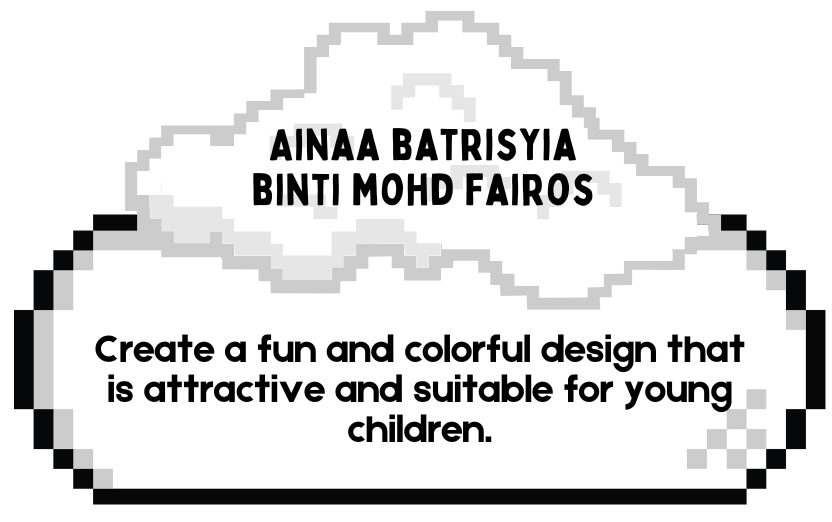 AINAA BATRISYIA
BINTI MOHD FAIROS
Create a fun and colorful design that
is attractive and suitable for young
children.